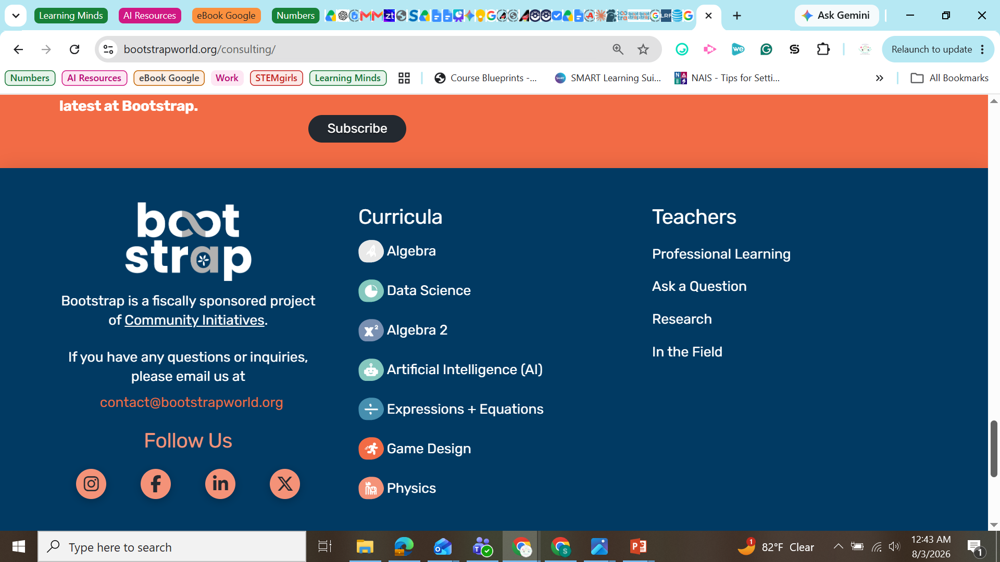 Learning Minds
AI Resources
eBook Google
Numbers
Ask Gemini
bootstrapworld.org/consulting/
Relaunch to update
Numbers
AI Resources
eBook Google
Work
STEMgirls
Learning Minds
Course Blueprints -...
SMART Learning Sui...
NAIS - Tips for Setti...
All Bookmarks
latest at Bootstrap.
Subscribe
boot
strap
Bootstrap is a fiscally sponsored project
of Community Initiatives.
If you have any questions or inquiries,
please email us at
contact@bootstrapworld.org
Follow Us
Curricula
Algebra
Data Science
Algebra 2
Artificial Intelligence (AI)
Expressions + Equations
Game Design
Physics
Teachers
Professional Learning
Ask a Question
Research
In the Field
Type here to search
82°F Clear
12:43 AM
8/3/2026